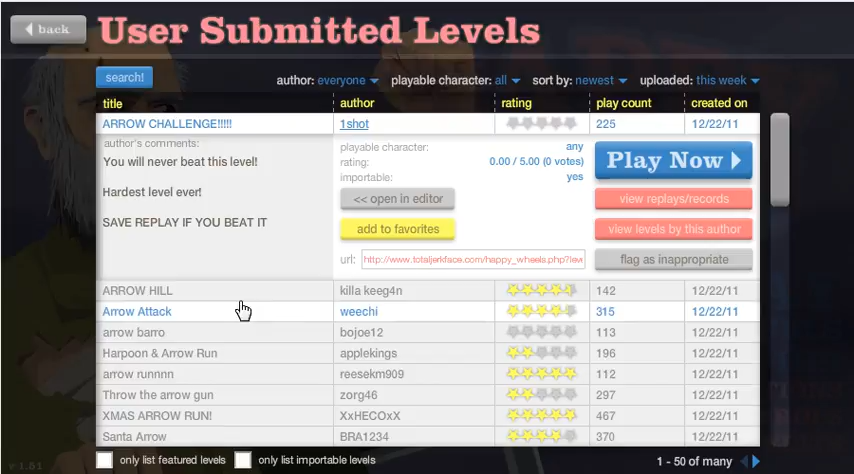 back
User Submitted Levels
search!
author: everyone playable character: all sort by: newest uploaded: this week
title author rating play count created on
ARROW CHALLENGE!!!!! 1shot 225 12/22/11
author's comments:
You will never beat this level!
Hardest level ever!
SAVE REPLAY IF YOU BEAT IT
playable character: any
rating: 0.00 / 5.00 (0 votes)
importable: yes
<< open in editor
add to favorites
url: http://www.totaljerkface.com/happy_wheels.php?lev
Play Now
view replays/records
view levels by this author
flag as inappropriate
ARROW HILL killa keeg4n 142 12/22/11
Arrow Attack weechi 315 12/22/11
arrow barro bojoe12 113 12/22/11
Harpoon & Arrow Run applekings 196 12/22/11
arrow runnnn reesekm909 112 12/22/11
Throw the arrow gun zorg46 297 12/22/11
XMAS ARROW RUN! XxHECOxX 467 12/22/11
Santa Arrow BRA1234 370 12/22/11
only list featured levels only list importable levels 1 - 50 of many
v 1.51